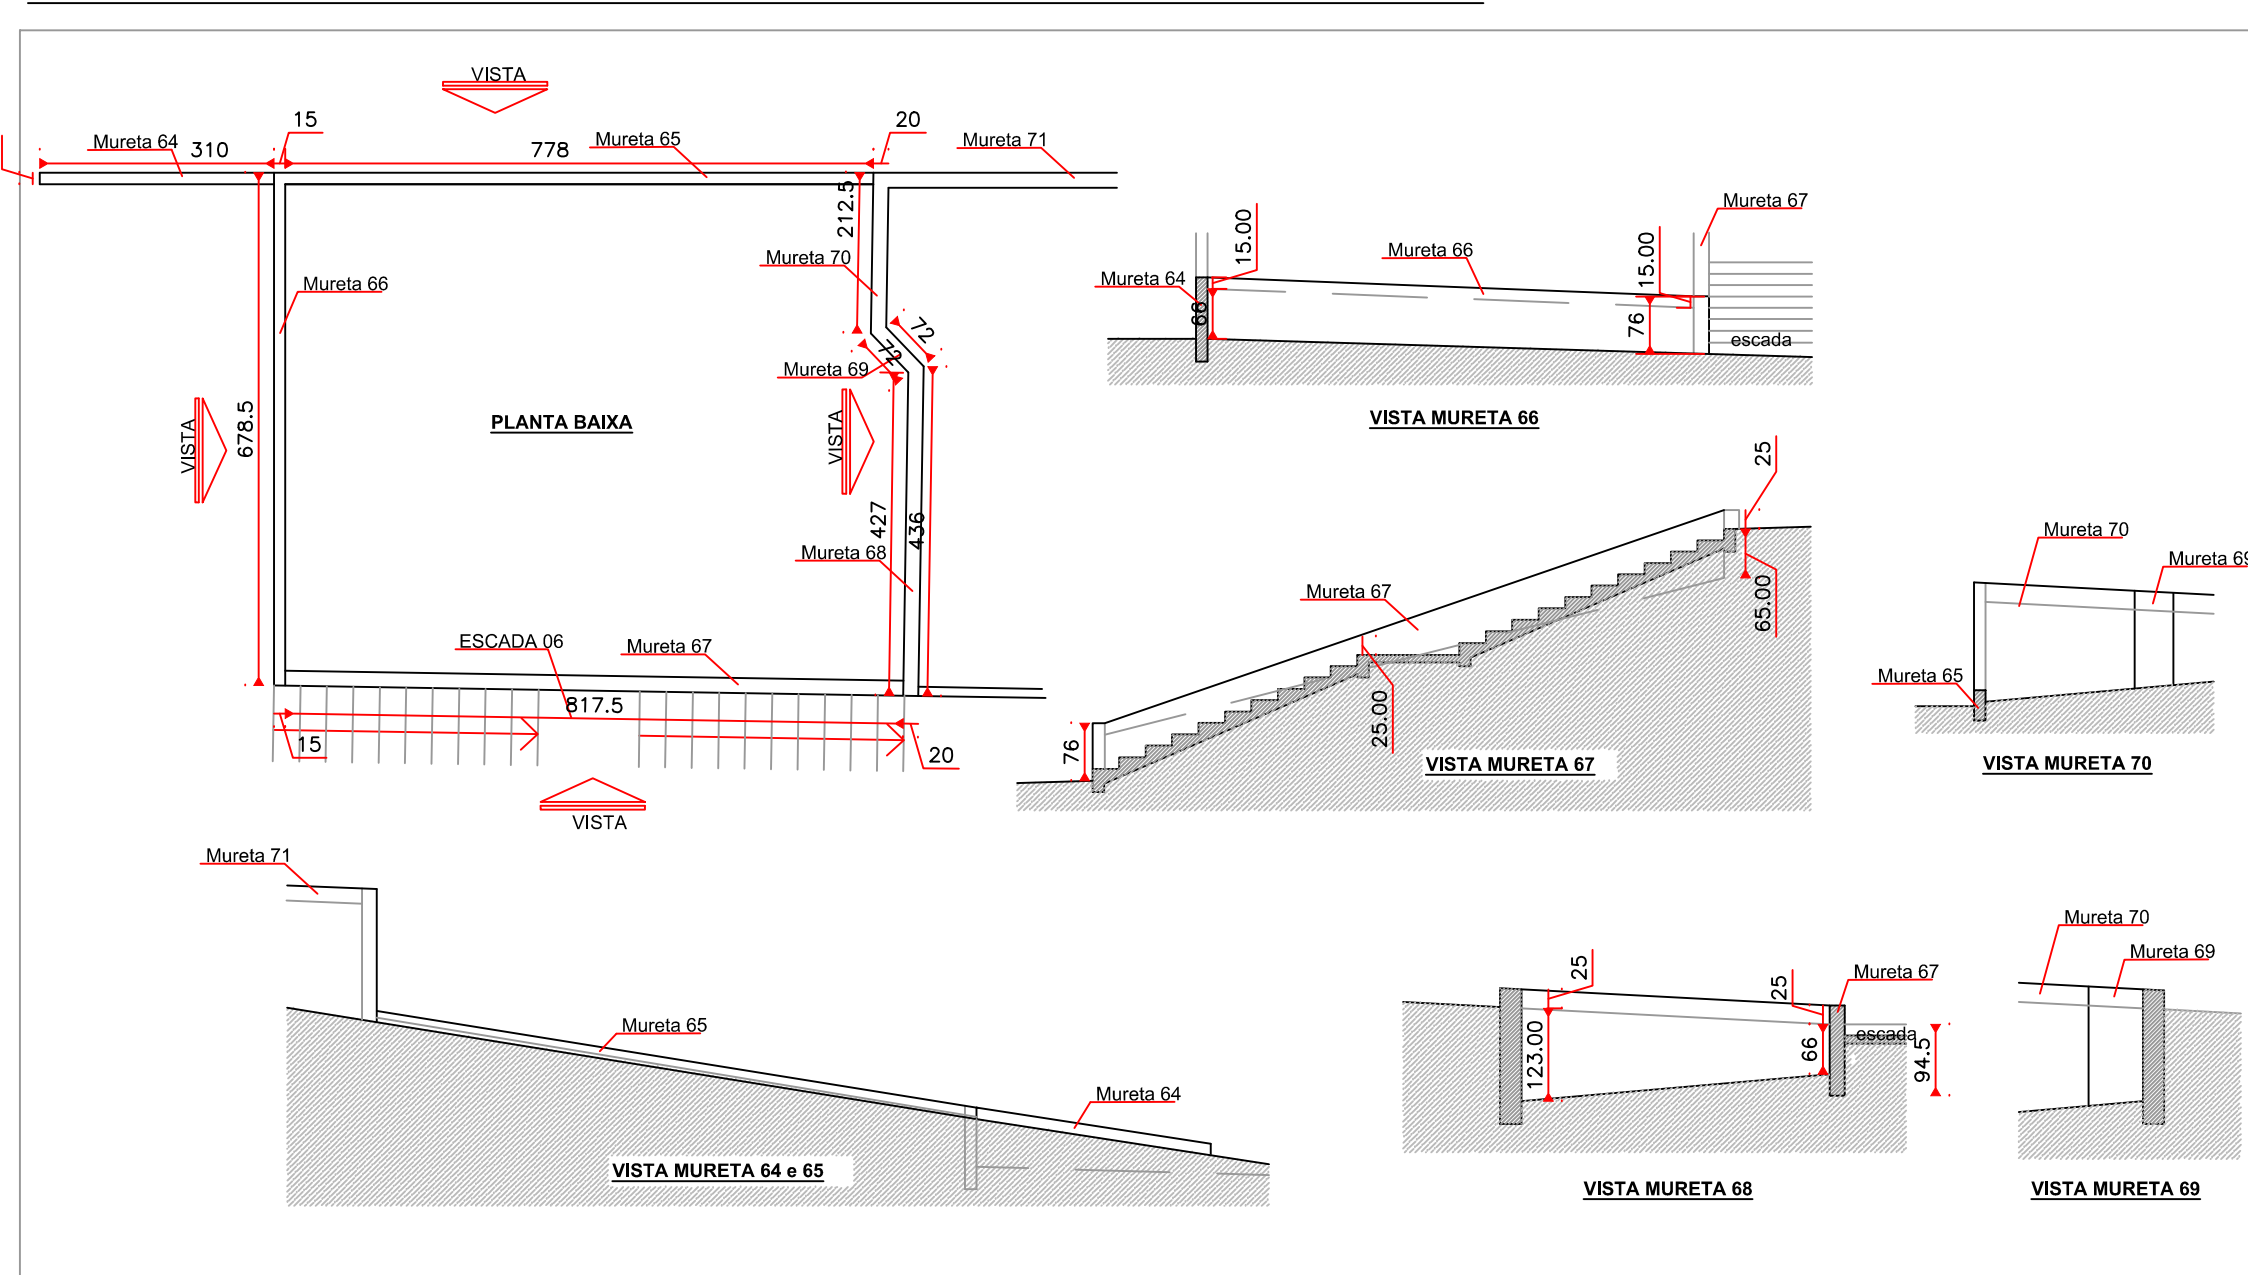 VISTA
15
20
Mureta 64
310
778
Mureta 65
Mureta 71
212.5
Mureta 70
Mureta 66
72
72
Mureta 69
PLANTA BAIXA
VISTA
678.5
VISTA
427
436
Mureta 68
ESCADA 06
Mureta 67
817.5
15
20
VISTA
Mureta 67
15.00
Mureta 66
15.00
Mureta 64
66
76
escada
VISTA MURETA 66
25
Mureta 67
65.00
25.00
76
VISTA MURETA 67
Mureta 70
Mureta 69
Mureta 65
VISTA MURETA 70
Mureta 71
Mureta 65
Mureta 64
VISTA MURETA 64 e 65
25
25
Mureta 67
123.00
66
escada
94.5
VISTA MURETA 68
Mureta 70
Mureta 69
VISTA MURETA 69